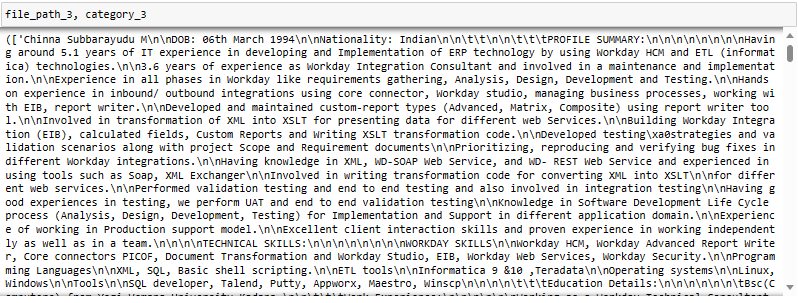 file_path_3, category_3
(['Chinna Subbarayudu M\n\nDOB: 06th March 1994\n\nNationality: Indian\n\n\t\t\n\n\t\t\tPROFILE SUMMARY:\n\n\n\n\n\n\n\nHavin
g around 5.1 years of IT experience in developing and Implementation of ERP technology by using Workday HCM and ETL (informat
ica) technologies.\n\n3.6 years of experience as Workday Integration Consultant and involved in a maintenance and implementat
ion.\n\nExperience in all phases in Workday like requirements gathering, Analysis, Design, Development and Testing.\n\nHands
on experience in inbound/ outbound integrations using core connector, Workday studio, managing business processes, working wi
th EIB, report writer.\n\nDeveloped and maintained custom-report types (Advanced, Matrix, Composite) using report writer too
l.\n\nInvolved in transformation of XML into XSLT for presenting data for different web Services.\n\nBuilding Workday Integra
tion (EIB), calculated fields, Custom Reports and Writing XSLT transformation code.\n\nDeveloped testing\xa0strategies and va
lidation scenarios along with project Scope and Requirement documents\n\nPrioritizing, reproducing and verifying bug fixes in
different Workday integrations.\n\nHaving knowledge in XML, WD-SOAP Web Service, and WD- REST Web Service and experienced in
using tools such as Soap, XML Exchanger\n\nInvolved in writing transformation code for converting XML into XSLT\n\nfor differ
ent web services.\n\nPerformed validation testing and end to end testing and also involved in integration testing\n\nHaving g
ood experiences in testing, we perform UAT and end to end validation testing\n\nKnowledge in Software Development Life Cycle
process (Analysis, Design, Development, Testing) for Implementation and Support in different application domain.\n\nExperienc
e of working in Production support model.\n\nExcellent client interaction skills and proven experience in working independent
ly as well as in a team.\n\n\n\nTECHNICAL SKILLS:\n\n\n\n\n\n\n\nWORKDAY SKILLS\n\nWorkday HCM, Workday Advanced Report Write
r, Core connectors PICOF, Document Transformation and Workday Studio, EIB, Workday Web Services, Workday Security.\n\nProgram
ming Languages\n\nXML, SQL, Basic shell scripting.\n\nETL tools\n\nInformatica 9 &10 ,Teradata\n\nOperating systems\n\nLinux,
Windows\n\nTools\n\nSQL developer, Talend, Putty, Appworx, Maestro, Winscp\n\n\n\n\t\tEducation Details:\n\n\n\n\n\tBsc(C